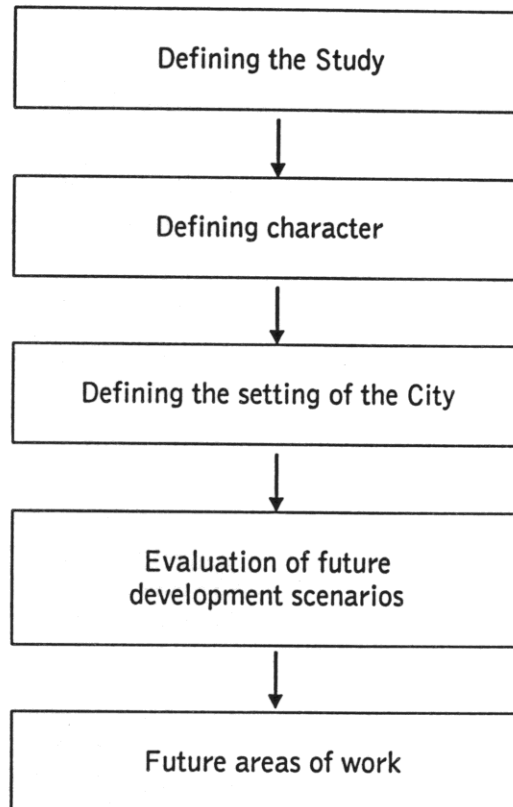 Defining the Study
Defining character
Defining the setting of the City
Evaluation of future
development scenarios
Future areas of work